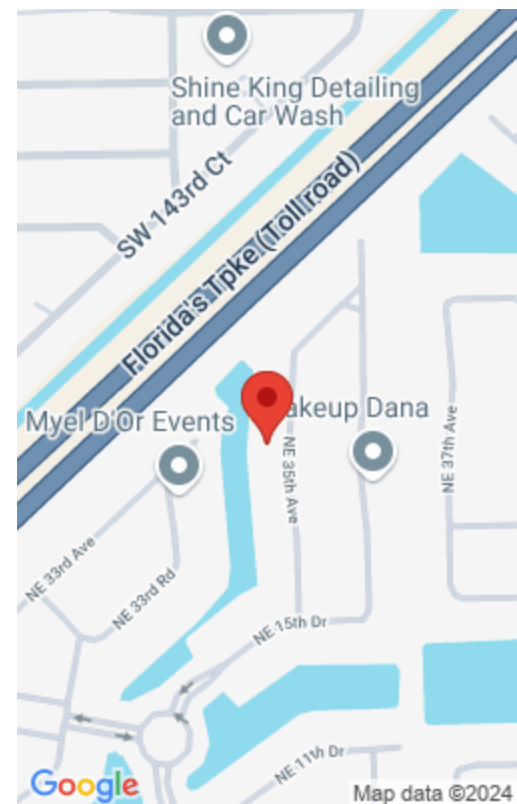 Shine King Detailing
and Car Wash
SW 143rd Ct
Florida's Tpke (Toll road)
Myel D'Or Events
akeup Dana
NE 35th Ave
NE 37th Ave
NE 33rd Ave
NE 33rd Rd
NE 15th Dr
NE 11th Dr
Google
Map data ©2024